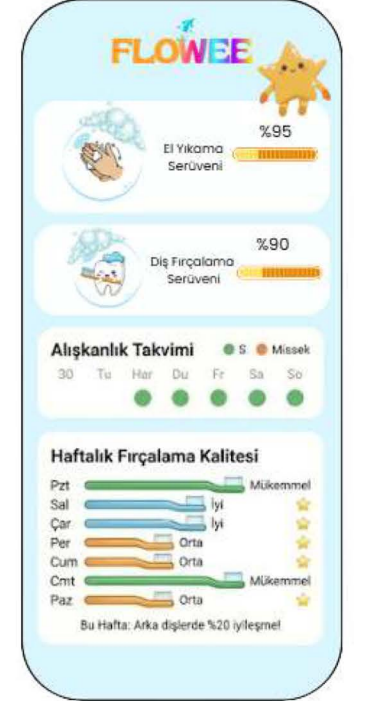 FLOWEE
%95
El Yıkama
Serüveni
%90
Diş Fırçalama
Serüveni
Alışkanlık Takvimi S Missek
30 Tu Har Du Fr Sa So
Haftalık Fırçalama Kalitesi
Pzt Mükemmel
Sal İyi
Çar İyi
Per Orta
Cum Orta
Cmt Mükemmel
Paz Orta
Bu Hafta: Arka dişlerde %20 iyileşme!